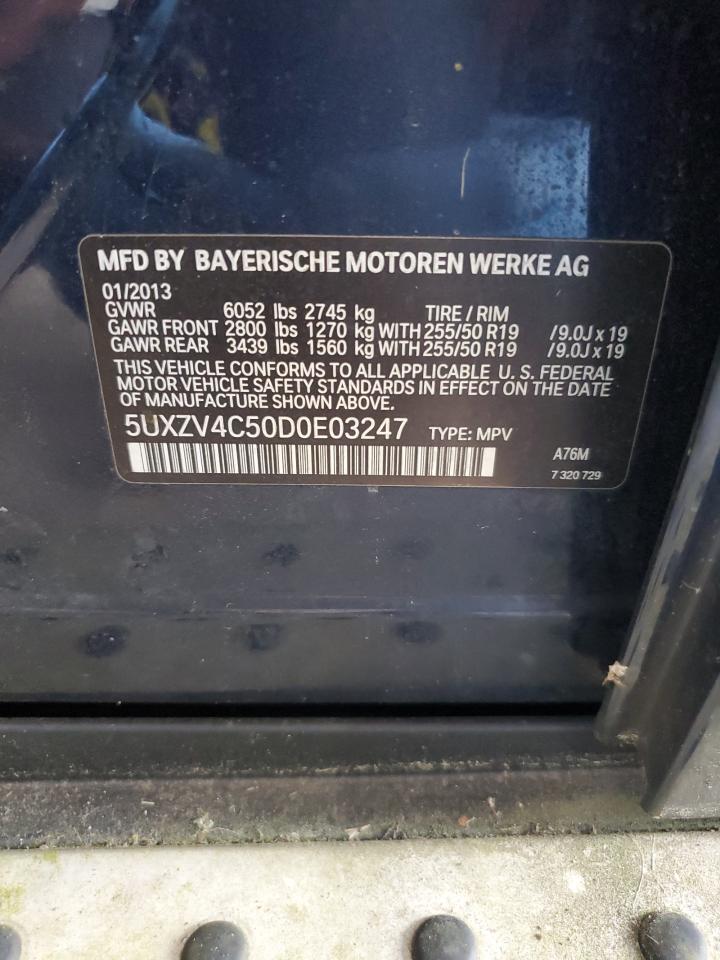 MFD BY BAYERISCHE MOTOREN WERKE AG
01/2013
GVWR 6052 lbs 2745 kg TIRE / RIM
GAWR FRONT 2800 lbs 1270 kg WITH 255/50 R19 /9.0J x 19
GAWR REAR 3439 lbs 1560 kg WITH 255/50 R19 /9.0J x 19
THIS VEHICLE CONFORMS TO ALL APPLICABLE U. S. FEDERAL
MOTOR VEHICLE SAFETY STANDARDS IN EFFECT ON THE DATE
OF MANUFACTURE SHOWN ABOVE.
5UXZV4C50D0E03247 TYPE: MPV
A76M
7 320 729